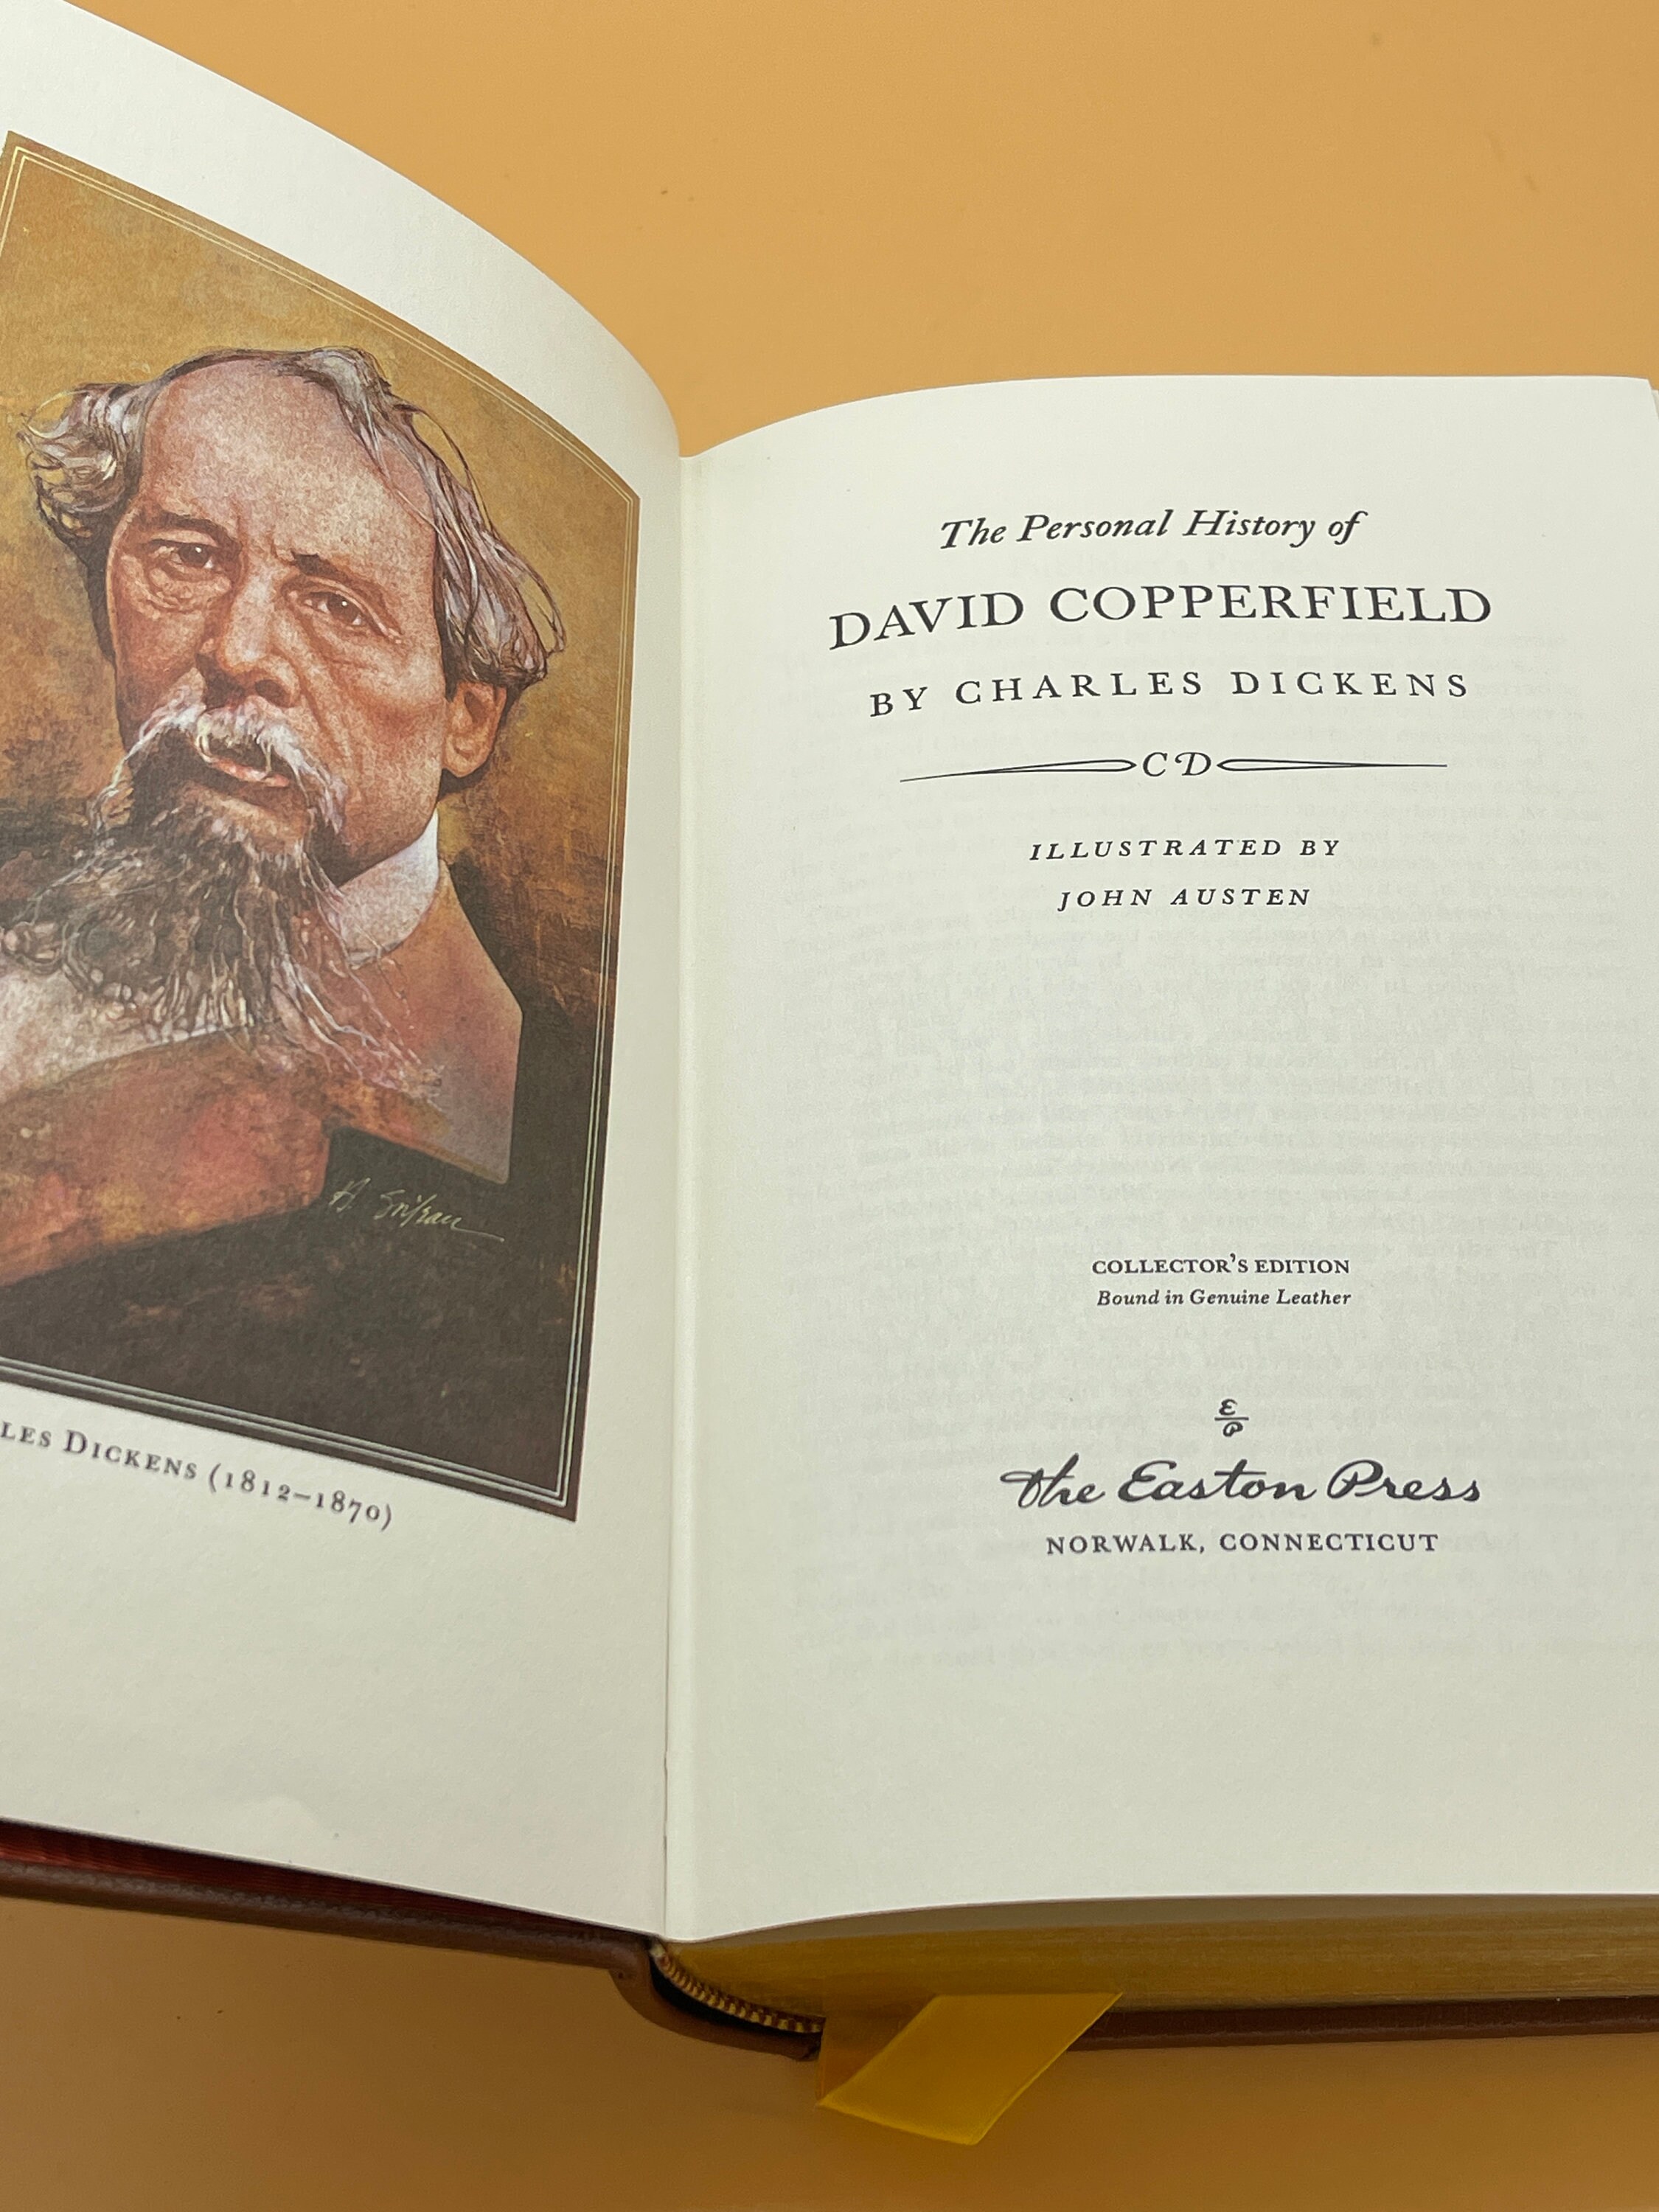 LES DICKENS (1812–1870)
The Personal History of
DAVID COPPERFIELD
BY CHARLES DICKENS
CD
ILLUSTRATED BY
JOHN AUSTEN
COLLECTOR'S EDITION
Bound in Genuine Leather
The Easton Press
NORWALK, CONNECTICUT